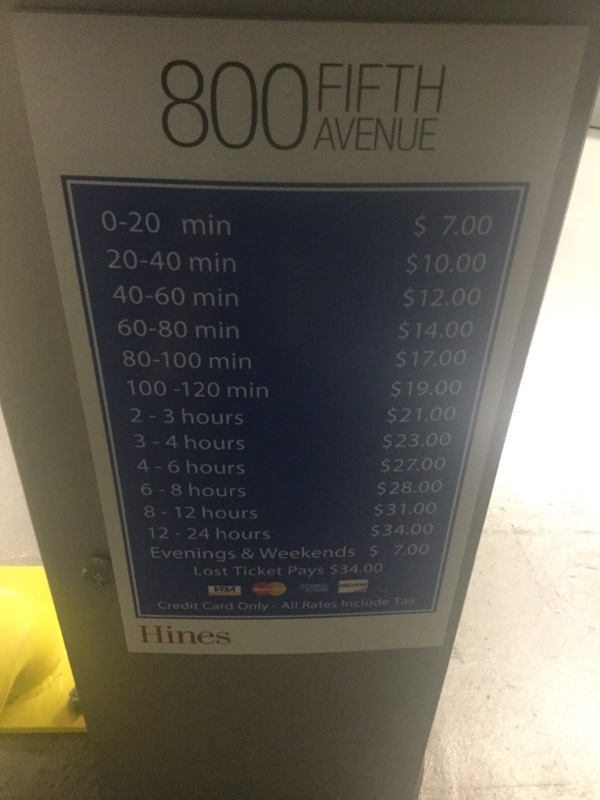 800 FIFTH AVENUE
0-20 min $ 7.00
20-40 min $10.00
40-60 min $12.00
60-80 min $14.00
80-100 min $17.00
100 -120 min $19.00
2 - 3 hours $21.00
3 - 4 hours $23.00
4 - 6 hours $27.00
6 - 8 hours $28.00
8 - 12 hours $31.00
12 - 24 hours $34.00
Evenings & Weekends $ 7.00
Lost Ticket Pays $34.00
VISA MasterCard DISCOVER
Credit Card Only - All Rates Include Tax
Hines